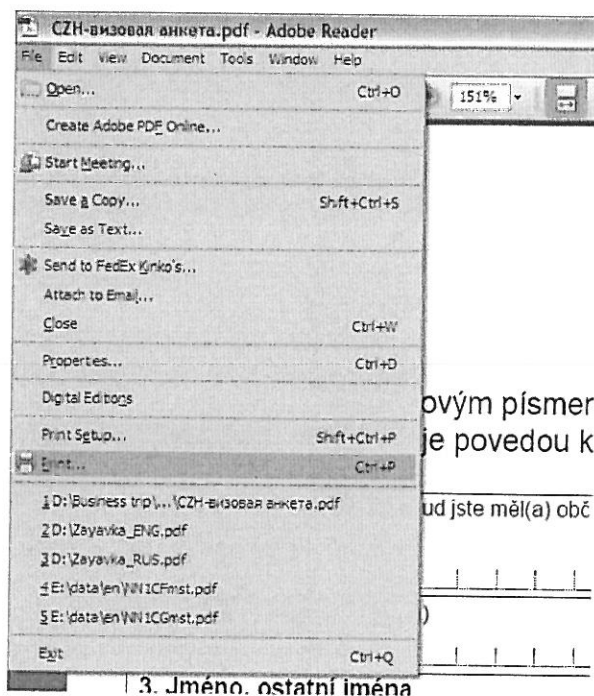 CZH-визовая анкета.pdf - Adobe Reader
File Edit View Document Tools Window Help
Open... Ctrl+O
151%
Create Adobe PDF Online...
Start Meeting...
Save a Copy... Shift+Ctrl+S
Save as Text...
Send to FedEx Kinko's...
Attach to Email...
Close Ctrl+W
Properties... Ctrl+D
Digital Editions
ovým písmer
Print Setup... Shift+Ctrl+P
je povedou k
Print... Ctrl+P
1 D:\Business trip\...\CZH-визовая анкета.pdf
ud jste měl(a) obč
2 D:\Zayavka_ENG.pdf
3 D:\Zayavka_RUS.pdf
4 E:\data\en\NN1CFmst.pdf
5 E:\data\en\NN1CGmst.pdf
)
Exit Ctrl+Q
3. Jméno, ostatní jména